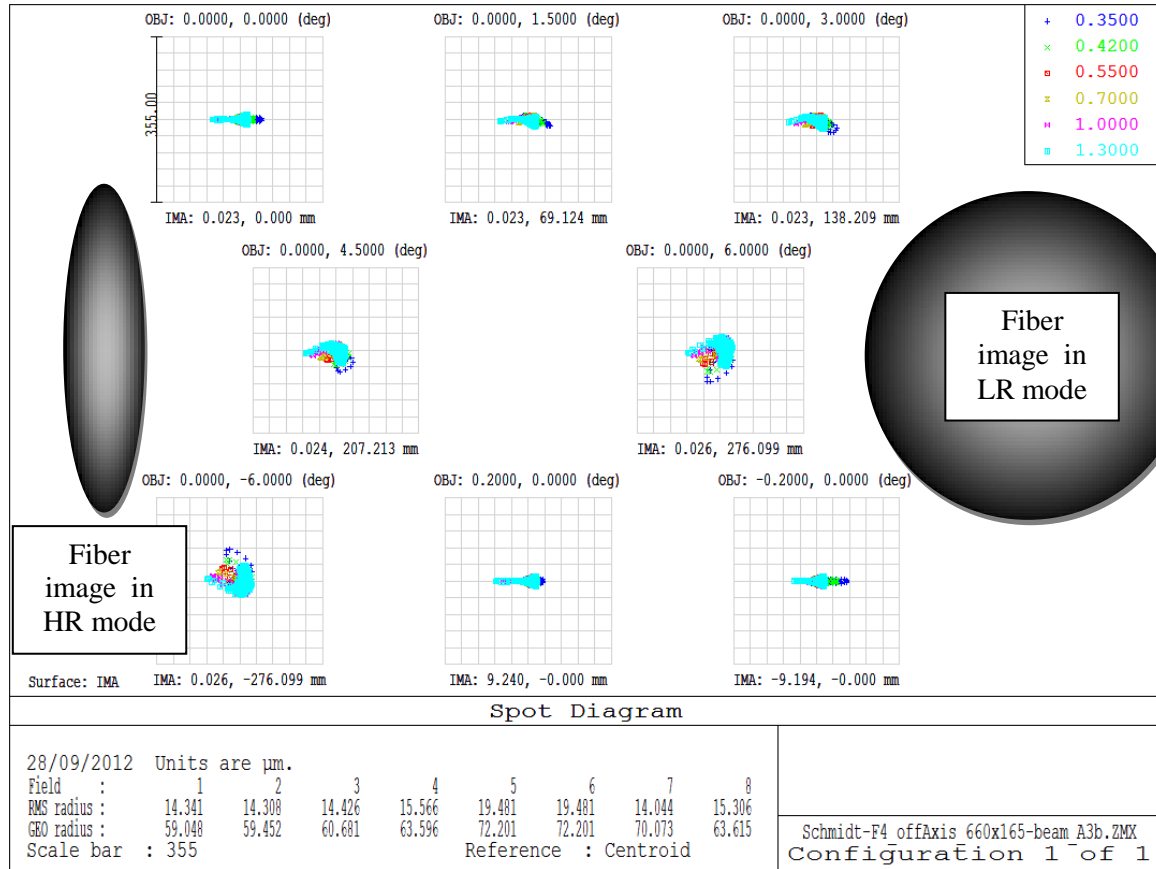 OBJ: 0.0000, 0.0000 (deg)
OBJ: 0.0000, 1.5000 (deg)
OBJ: 0.0000, 3.0000 (deg)
0.3500
0.4200
0.5500
0.7000
1.0000
1.3000
355.00
IMA: 0.023, 0.000 mm
IMA: 0.023, 69.124 mm
IMA: 0.023, 138.209 mm
OBJ: 0.0000, 4.5000 (deg)
OBJ: 0.0000, 6.0000 (deg)
Fiber
image in
LR mode
IMA: 0.024, 207.213 mm
IMA: 0.026, 276.099 mm
OBJ: 0.0000, -6.0000 (deg)
OBJ: 0.2000, 0.0000 (deg)
OBJ: -0.2000, 0.0000 (deg)
Fiber
image in
HR mode
Surface: IMA
IMA: 0.026, -276.099 mm
IMA: 9.240, -0.000 mm
IMA: -9.194, -0.000 mm
Spot Diagram
28/09/2012 Units are µm.
Field : 1 2 3 4 5 6 7 8
RMS radius : 14.341 14.308 14.426 15.566 19.481 19.481 14.044 15.306
GEO radius : 59.048 59.452 60.681 63.596 72.201 72.201 70.073 63.615
Scale bar : 355 Reference : Centroid
Schmidt-F4_offAxis_660x165-beam_A3b.ZMX
Configuration 1 of 1